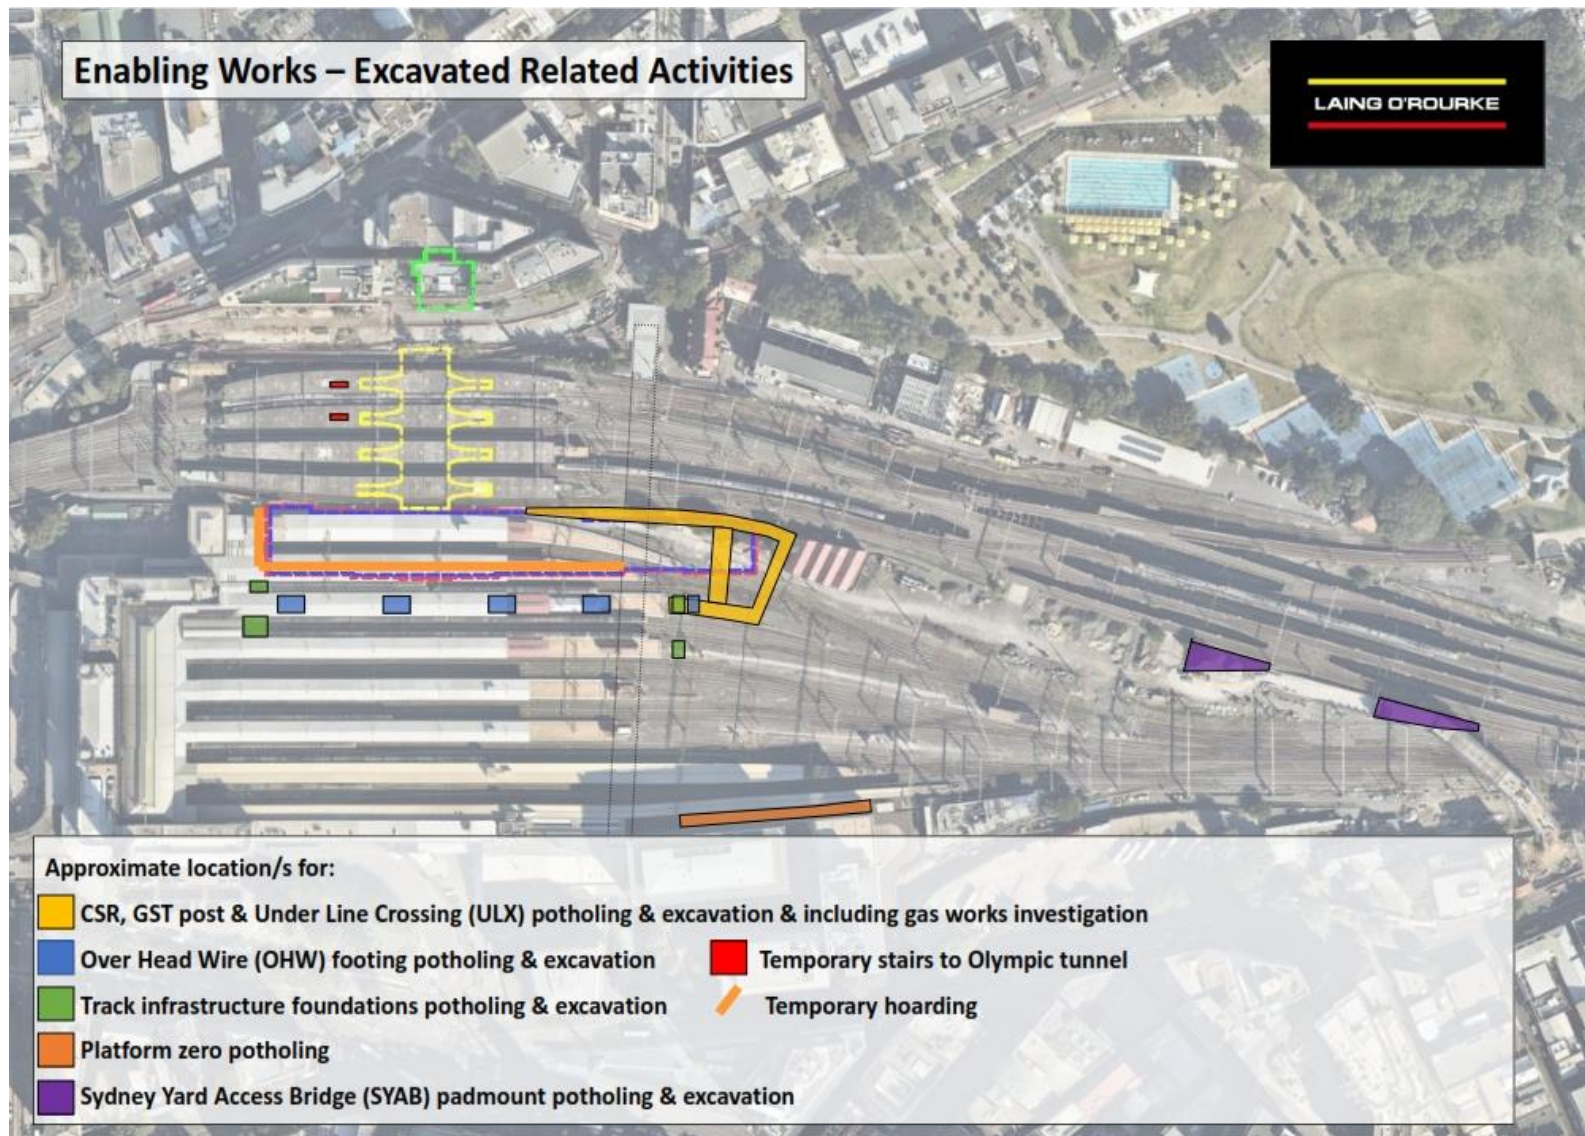 Enabling Works – Excavated Related Activities
LAING O'ROURKE
Approximate location/s for:
CSR, GST post & Under Line Crossing (ULX) potholing & excavation & including gas works investigation
Over Head Wire (OHW) footing potholing & excavation
Temporary stairs to Olympic tunnel
Track infrastructure foundations potholing & excavation
Temporary hoarding
Platform zero potholing
Sydney Yard Access Bridge (SYAB) padmount potholing & excavation